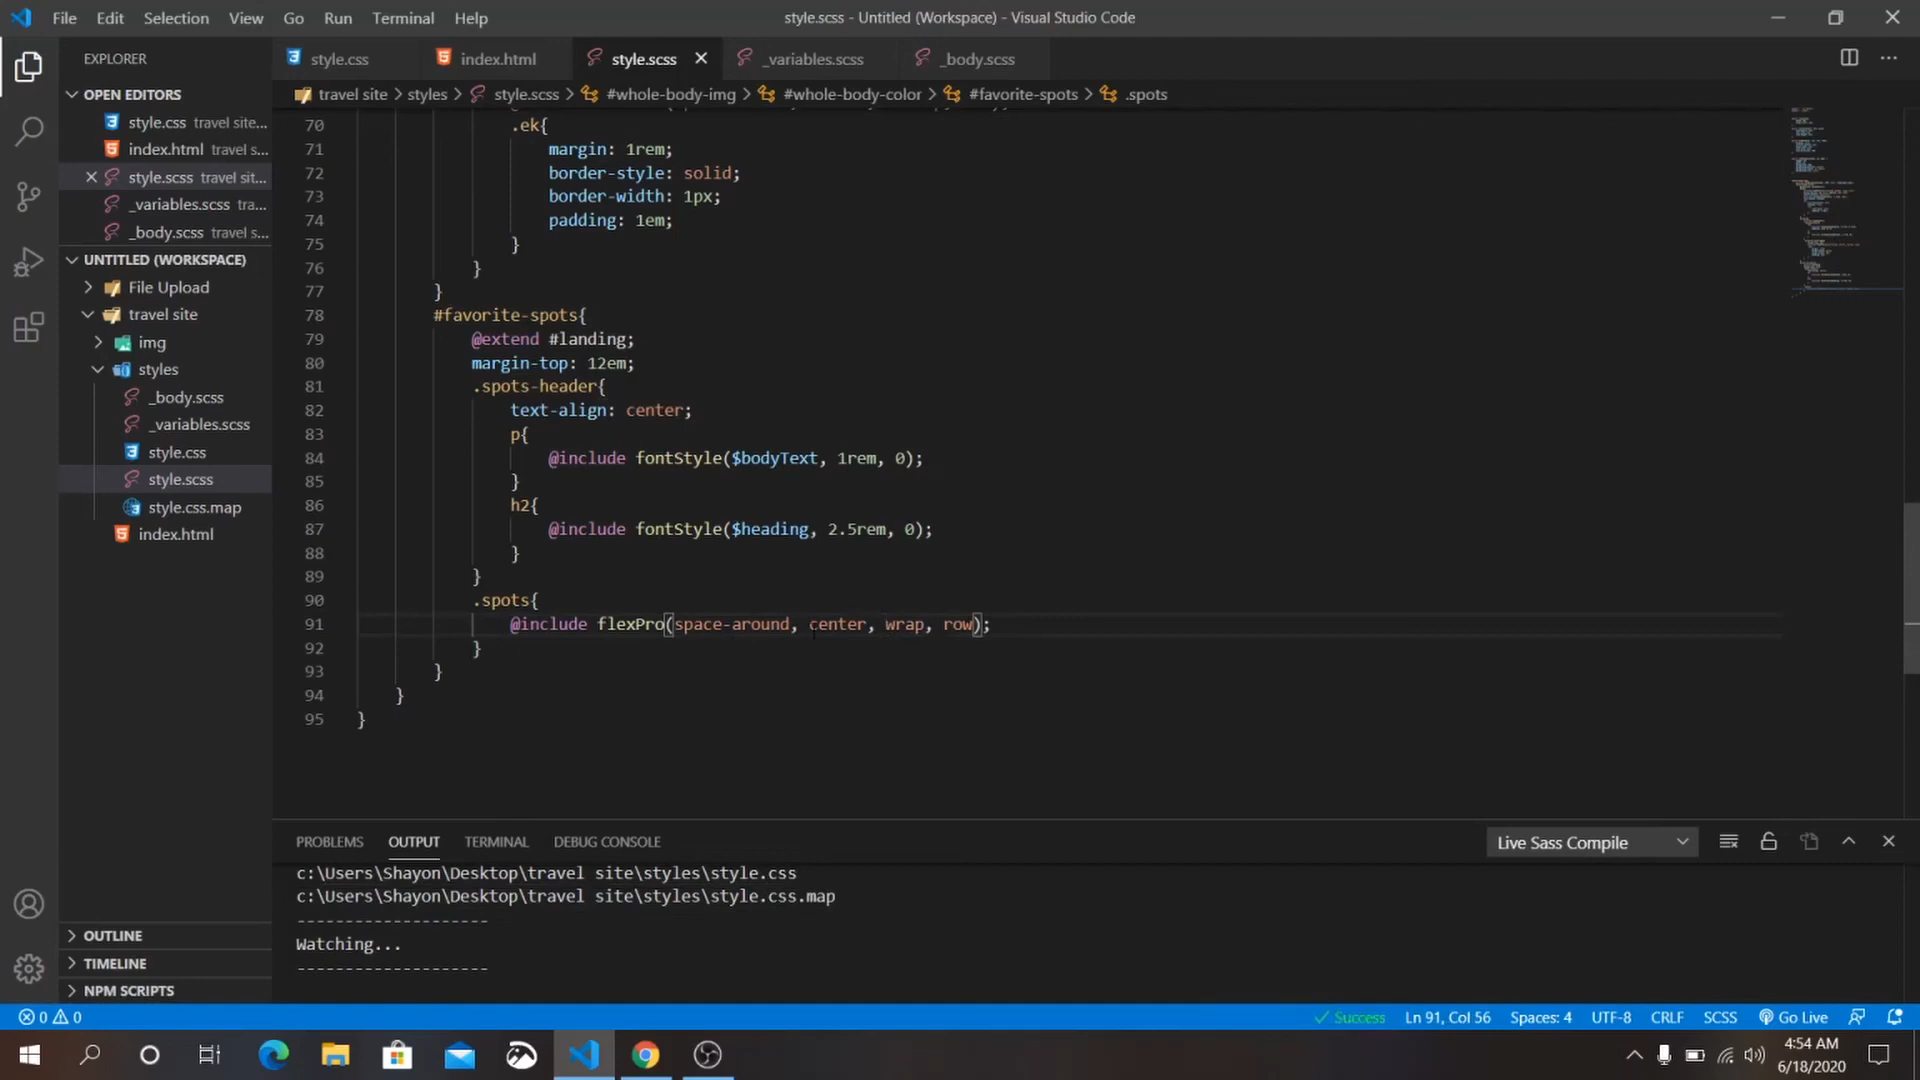 File Edit Selection View Go Run Terminal Help
style.scss - Untitled (Workspace) - Visual Studio Code
EXPLORER
style.css index.html style.scss _variables.scss _body.scss
OPEN EDITORS
style.css travel site...
index.html travel s...
style.scss travel sit...
_variables.scss tra...
_body.scss travel s...
UNTITLED (WORKSPACE)
File Upload
travel site
img
styles
_body.scss
_variables.scss
style.css
style.scss
style.css.map
index.html
OUTLINE
TIMELINE
NPM SCRIPTS
travel site > styles > style.scss > #whole-body-img > #whole-body-color > #favorite-spots > .spots
70 .ek{
71 margin: 1rem;
72 border-style: solid;
73 border-width: 1px;
74 padding: 1em;
75 }
76 }
77 }
78 #favorite-spots{
79 @extend #landing;
80 margin-top: 12em;
81 .spots-header{
82 text-align: center;
83 p{
84 @include fontStyle($bodyText, 1rem, 0);
85 }
86 h2{
87 @include fontStyle($heading, 2.5rem, 0);
88 }
89 }
90 .spots{
91 @include flexPro(space-around, center, wrap, row);
92 }
93 }
94 }
95 }
PROBLEMS OUTPUT TERMINAL DEBUG CONSOLE
Live Sass Compile
c:\Users\Shayon\Desktop\travel site\styles\style.css
c:\Users\Shayon\Desktop\travel site\styles\style.css.map
--------------------
Watching...
--------------------
0 0
Success Ln 91, Col 56 Spaces: 4 UTF-8 CRLF SCSS Go Live
4:54 AM
6/18/2020